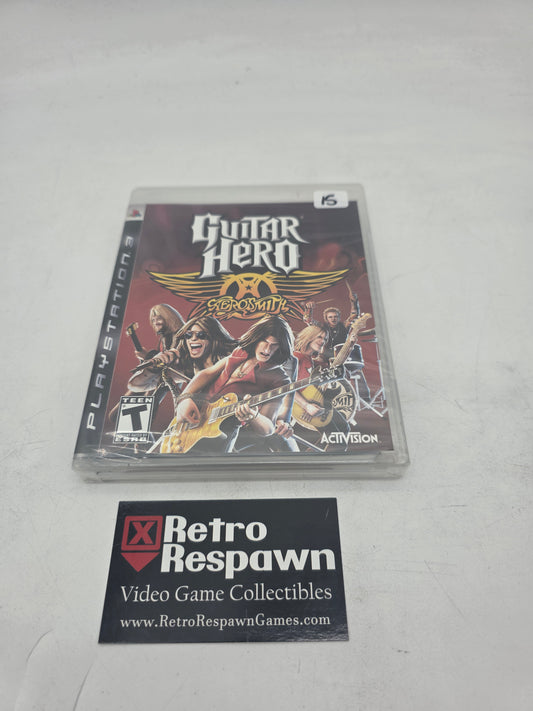 15
GUITAR
HERO
AEROSMITH
PLAYSTATION 3
TEEN
T
ESRB
ACTIVISION
X Retro
Respawn
Video Game Collectibles
www.RetroRespawnGames.com